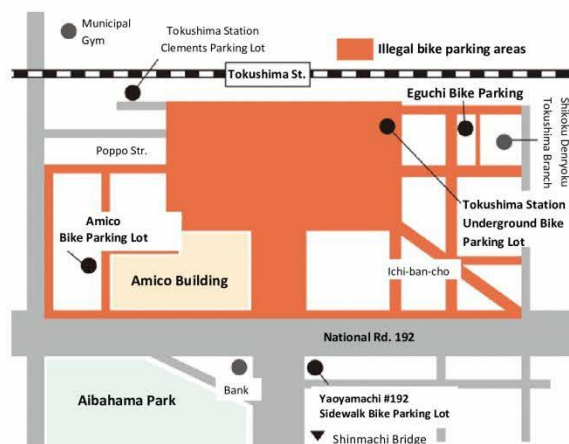 Municipal
Gym
Tokushima Station
Clements Parking Lot
Illegal bike parking areas
Tokushima St.
Eguchi Bike Parking
Shikoku Denryoku
Tokushima Branch
Poppo Str.
Amico
Bike Parking Lot
Tokushima Station
Underground Bike
Parking Lot
Ichi-ban-cho
Amico Building
National Rd. 192
Aibahama Park
Bank
Yaoyamachi #192
Sidewalk Bike Parking Lot
Shinmachi Bridge